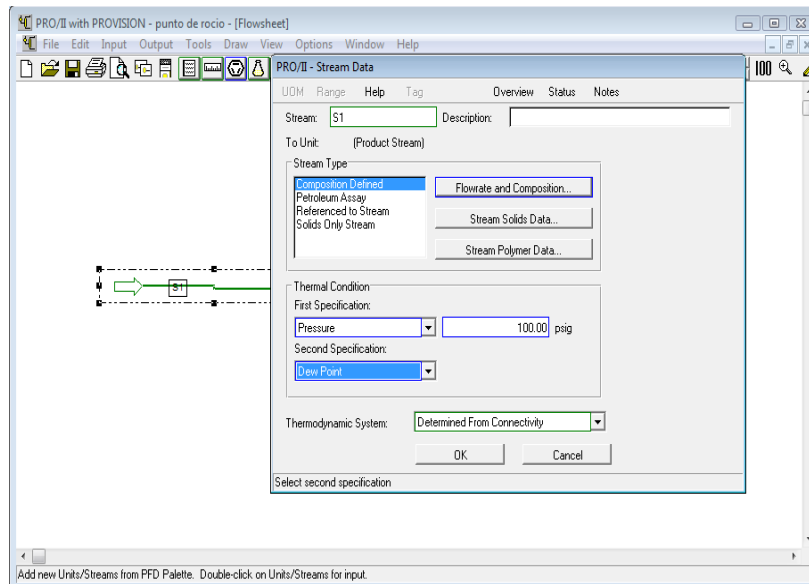 PRO/II with PROVISION - punto de rocio - [Flowsheet]
File Edit Input Output Tools Draw View Options Window Help
100
PRO/II - Stream Data
UOM Range Help Tag Overview Status Notes
Stream: S1 Description:
To Unit: (Product Stream)
Stream Type
Composition Defined
Petroleum Assay
Referenced to Stream
Solids Only Stream
Flowrate and Composition...
Stream Solids Data...
Stream Polymer Data...
S1
Thermal Condition
First Specification:
Pressure 100.00 psig
Second Specification:
Dew Point
Thermodynamic System: Determined From Connectivity
OK Cancel
Select second specification
Add new Units/Streams from PFD Palette. Double-click on Units/Streams for input.